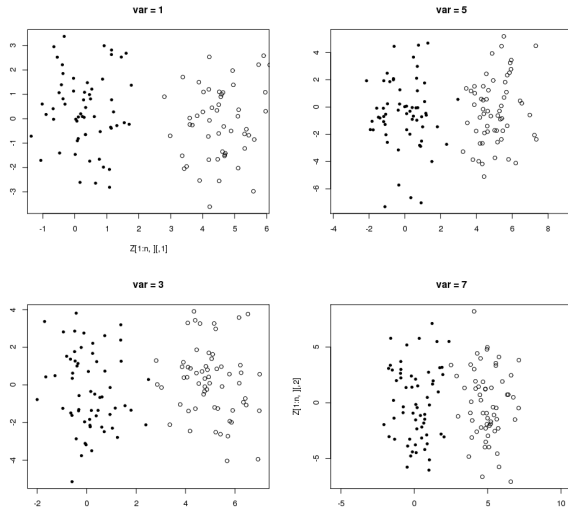 var = 1
3
2
1
0
-1
-2
-3
-1 0 1 2 3 4 5 6
Z[1:n, ][,1]
var = 5
4
2
0
-2
-4
-6
-4 -2 0 2 4 6 8
var = 3
4
2
0
-2
-4
-2 0 2 4 6
var = 7
Z[1:n, ][,2]
5
0
-5
-5 0 5 10